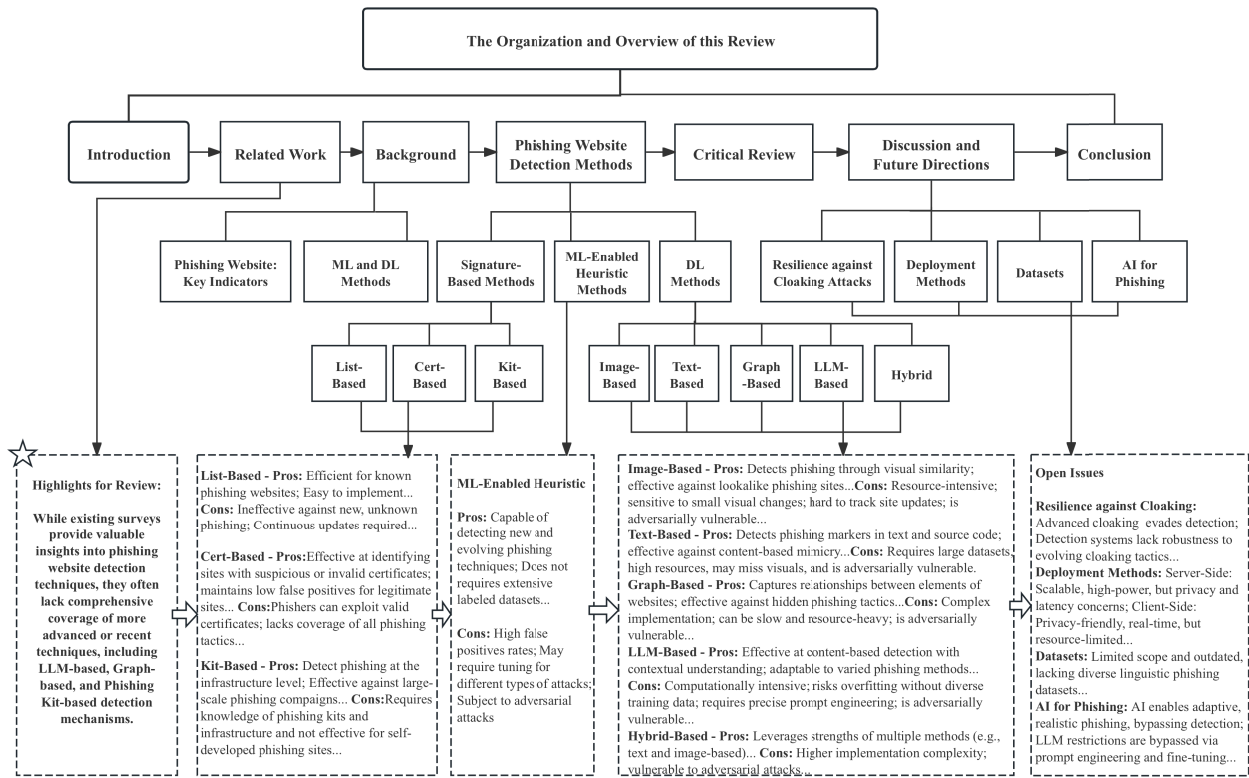 The Organization and Overview of this Review
Introduction
Related Work
Background
Phishing Website
Detection Methods
Critical Review
Discussion and
Future Directions
Conclusion
Phishing Website:
Key Indicators
ML and DL
Methods
Signature-
Based Methods
ML-Enabled
Heuristic
Methods
DL
Methods
Resilience against
Cloaking Attacks
Deployment
Methods
Datasets
AI for
Phishing
List-
Based
Cert-
Based
Kit-
Based
Image-
Based
Text-
Based
Graph
-Based
LLM-
Based
Hybrid
Highlights for Review:
While existing surveys
provide valuable
insights into phishing
website detection
techniques, they often
lack comprehensive
coverage of more
advanced or recent
techniques, including
LLM-based, Graph-
based, and Phishing
Kit-based detection
mechanisms.
List-Based - Pros: Efficient for known
phishing websites; Easy to implement...
Cons: Ineffective against new, unknown
phishing; Continuous updates required...
Cert-Based - Pros:Effective at identifying
sites with suspicious or invalid certificates;
maintains low false positives for legitimate
sites... Cons:Phishers can exploit valid
certificates; lacks coverage of all phishing
tactics...
Kit-Based - Pros: Detect phishing at the
infrastructure level; Effective against large-
scale phishing campaigns... Cons:Requires
knowledge of phishing kits and
infrastructure and not effective for self-
developed phishing sites...
ML-Enabled Heuristic
Pros: Capable of
detecting new and
evolving phishing
techniques; Does not
requires extensive
labeled datasets...
Cons: High false
positives rates; May
require tuning for
different types of attacks;
Subject to adversarial
attacks
Image-Based - Pros: Detects phishing through visual similarity;
effective against lookalike phishing sites...Cons: Resource-intensive;
sensitive to small visual changes; hard to track site updates; is
adversarially vulnerable...
Text-Based - Pros: Detects phishing markers in text and source code;
effective against content-based mimicry...Cons: Requires large datasets,
high resources, may miss visuals, and is adversarially vulnerable.
Graph-Based - Pros: Captures relationships between elements of
websites; effective against hidden phishing tactics...Cons: Complex
implementation; can be slow and resource-heavy; is adversarially
vulnerable...
LLM-Based - Pros: Effective at content-based detection with
contextual understanding; adaptable to varied phishing methods...
Cons: Computationally intensive; risks overfitting without diverse
training data; requires precise prompt engineering; is adversarially
vulnerable...
Hybrid-Based - Pros: Leverages strengths of multiple methods (e.g.,
text and image-based)... Cons: Higher implementation complexity;
vulnerable to adversarial attacks...
Open Issues
Resilience against Cloaking:
Advanced cloaking evades detection;
Detection systems lack robustness to
evolving cloaking tactics...
Deployment Methods: Server-Side:
Scalable, high-power, but privacy and
latency concerns; Client-Side:
Privacy-friendly, real-time, but
resource-limited...
Datasets: Limited scope and outdated,
lacking diverse linguistic phishing
datasets...
AI for Phishing: AI enables adaptive,
realistic phishing, bypassing detection;
LLM restrictions are bypassed via
prompt engineering and fine-tuning...